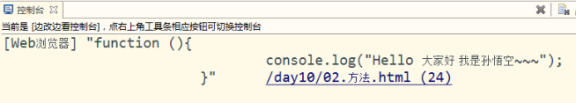 控制台
当前是 [边改边看控制台],点右上角工具条相应按钮可切换控制台
[Web浏览器] "function (){
console.log("Hello 大家好 我是孙悟空~~~");
}" /day10/02.方法.html (24)